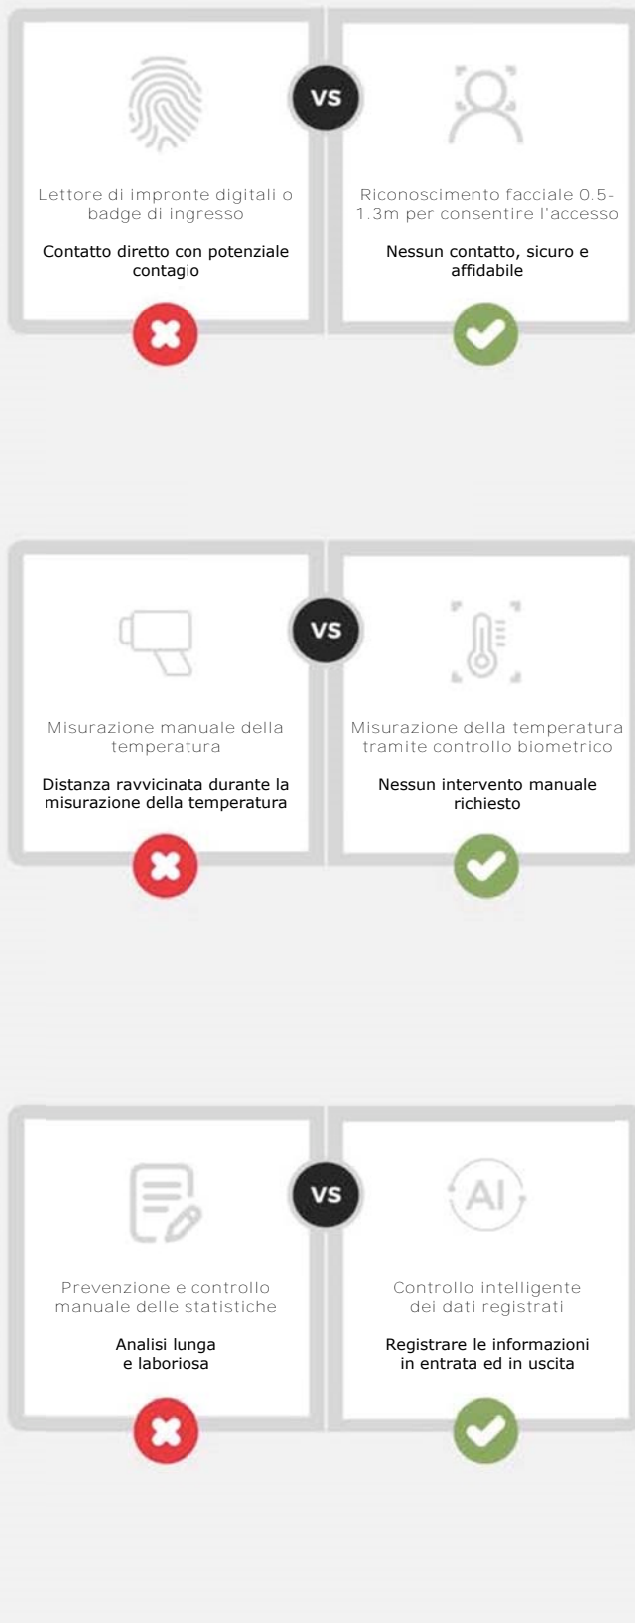 VS
Lettore di impronte digitali o
badge di ingresso
Contatto diretto con potenziale
contagio
Riconoscimento facciale 0.5-
1.3m per consentire l'accesso
Nessun contatto, sicuro e
affidabile
VS
Misurazione manuale della
temperatura
Distanza ravvicinata durante la
misurazione della temperatura
Misurazione della temperatura
tramite controllo biometrico
Nessun intervento manuale
richiesto
VS
AI
Prevenzione e controllo
manuale delle statistiche
Analisi lunga
e laboriosa
Controllo intelligente
dei dati registrati
Registrare le informazioni
in entrata ed in uscita